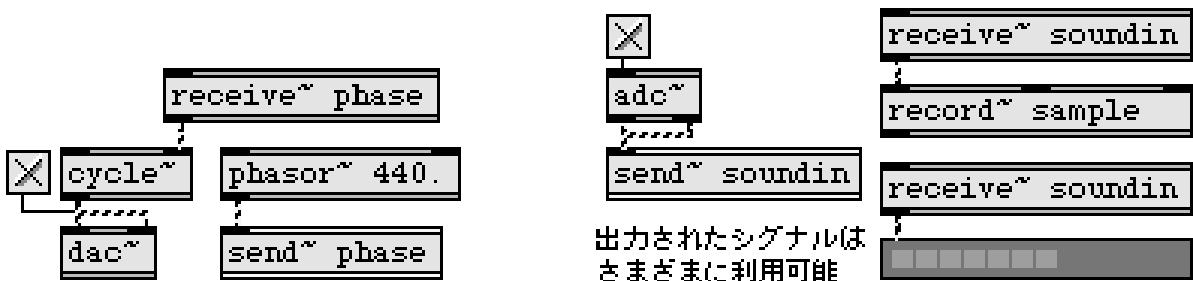 receive~ phase
cycle~
phasor~ 440.
dac~
send~ phase
adc~
send~ soundin
出力されたシグナルは
さまざまに利用可能
receive~ soundin
record~ sample
receive~ soundin